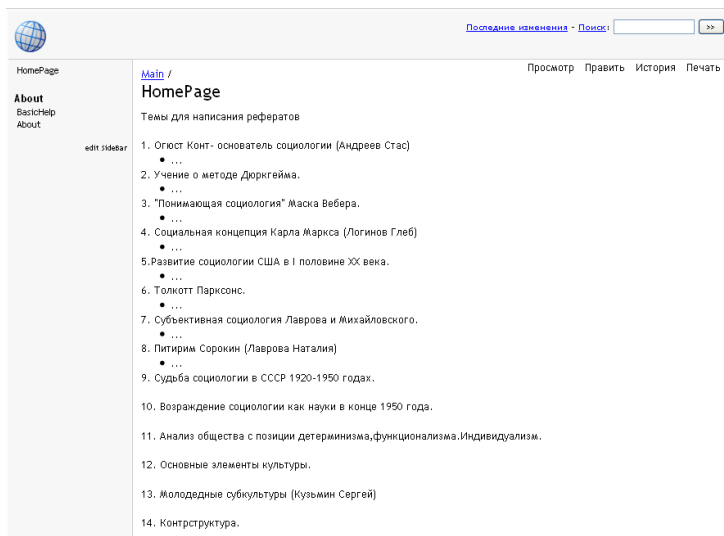 Последние изменения - Поиск: >>
HomePage
About
BasicHelp
About
edit SideBar
Просмотр Править История Печать
Main /
HomePage
Темы для написания рефератов
1. Огюст Конт- основатель социологии (Андреев Стас)
• ...
2. Учение о методе Дюркгейма.
• ...
3. "Понимающая социология" Маска Вебера.
• ...
4. Социальная концепция Карла Маркса (Логинов Глеб)
• ...
5.Развитие социологии США в I половине XX века.
• ...
6. Толкотт Парксонс.
• ...
7. Субъективная социология Лаврова и Михайловского.
• ...
8. Питирим Сорокин (Лаврова Наталия)
• ...
9. Судьба социологии в СССР 1920-1950 годах.
10. Возраждение социологии как науки в конце 1950 года.
11. Анализ общества с позиции детерминизма,функционализма.Индивидуализм.
12. Основные элементы культуры.
13. Молодедные субкультуры (Кузьмин Сергей)
14. Контрструктура.